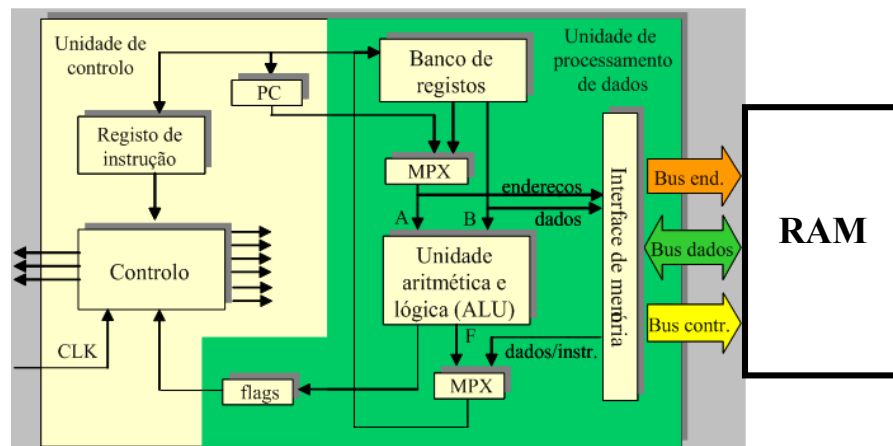 Unidade de
controlo
PC
Registo de
instrução
Controlo
CLK
Banco de
registos
Unidade de
processamento
de dados
MPX
endereços
A
B
dados
Unidade
aritmética e
lógica (ALU)
F
dados/instr.
flags
MPX
Interface de memória
Bus end.
Bus dados
Bus contr.
RAM